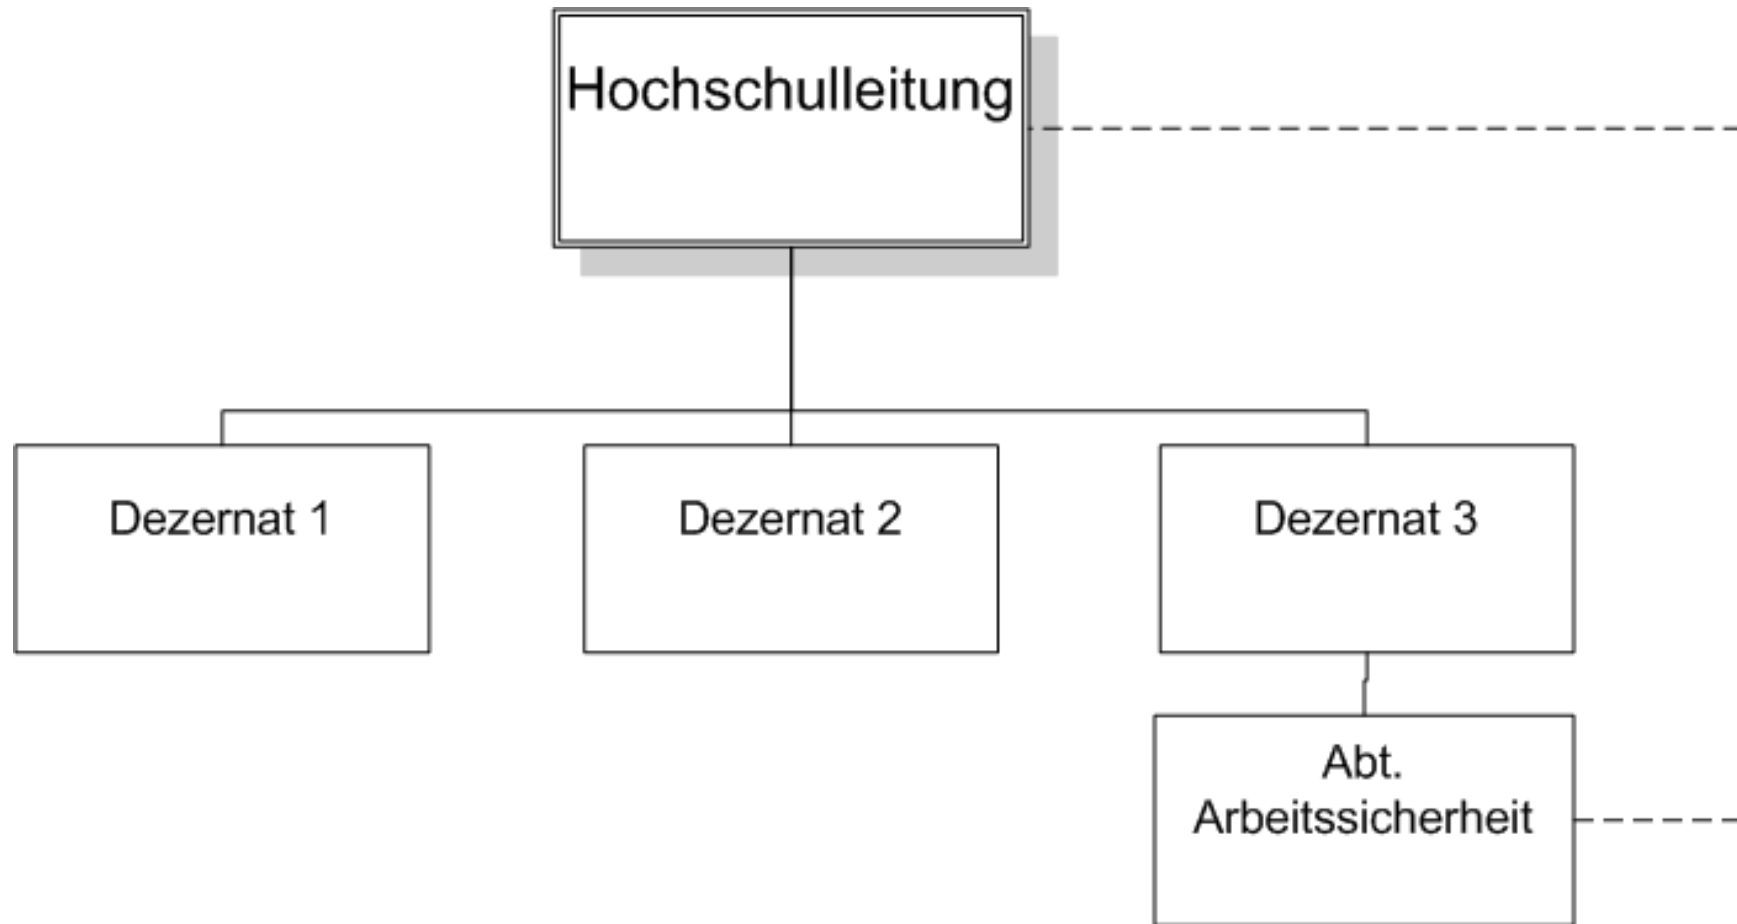 Hochschulleitung
Dezernat 1
Dezernat 2
Dezernat 3
Abt.
Arbeitssicherheit